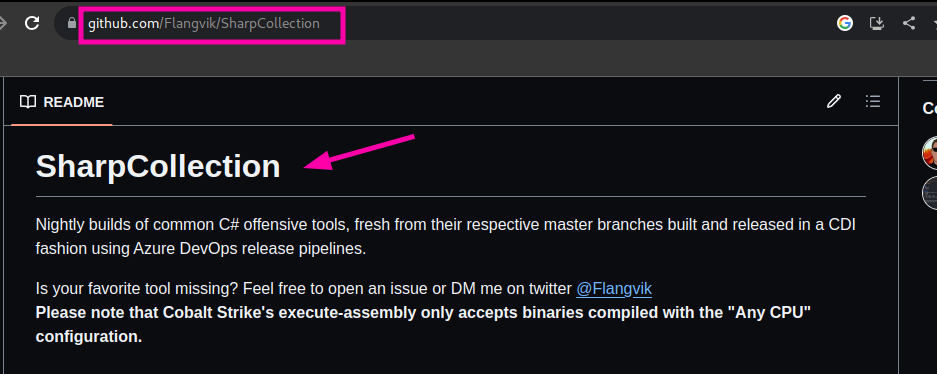 github.com/Flangvik/SharpCollection
README
SharpCollection
Nightly builds of common C# offensive tools, fresh from their respective master branches built and released in a CDI
fashion using Azure DevOps release pipelines.
Is your favorite tool missing? Feel free to open an issue or DM me on twitter @Flangvik
Please note that Cobalt Strike's execute-assembly only accepts binaries compiled with the "Any CPU"
configuration.